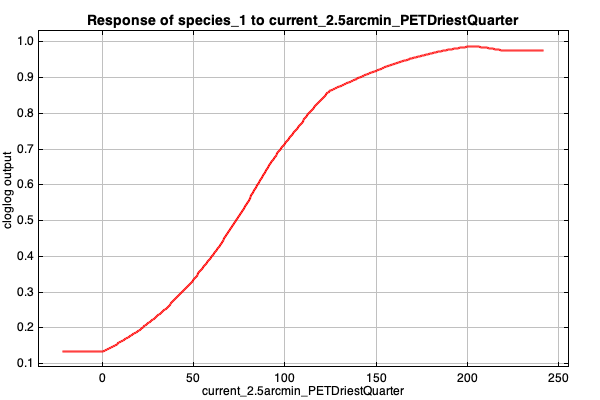 Response of species_1 to current_2.5arcmin_PETDriestQuarter
1.0
0.9
0.8
0.7
0.6
0.5
0.4
0.3
0.2
0.1
cloglog output
0 50 100 150 200 250
current_2.5arcmin_PETDriestQuarter